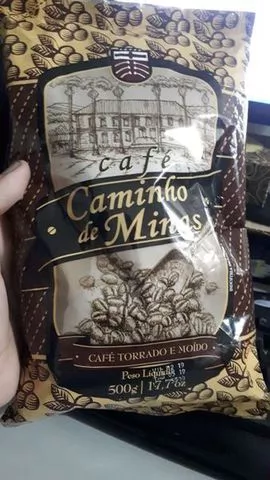 café
Caminho
de Minas
CAFÉ TORRADO E MOÍDO
Peso Líquido
500g | 17.7oz